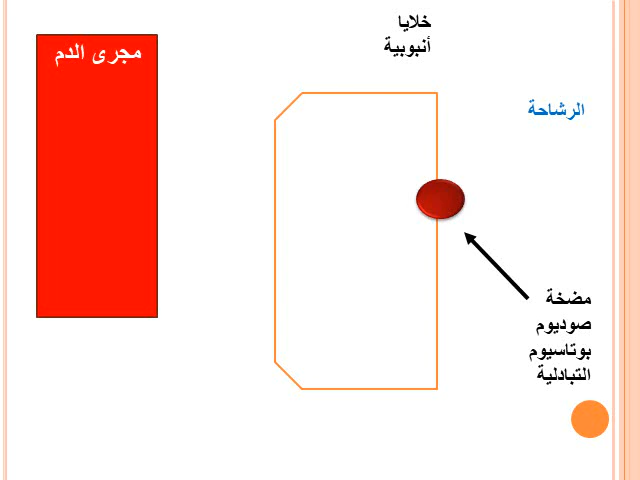 خلايا
أنبوبية
مجرى الدم
الرشاحة
مضخة
صوديوم
بوتاسيوم
التبادلية